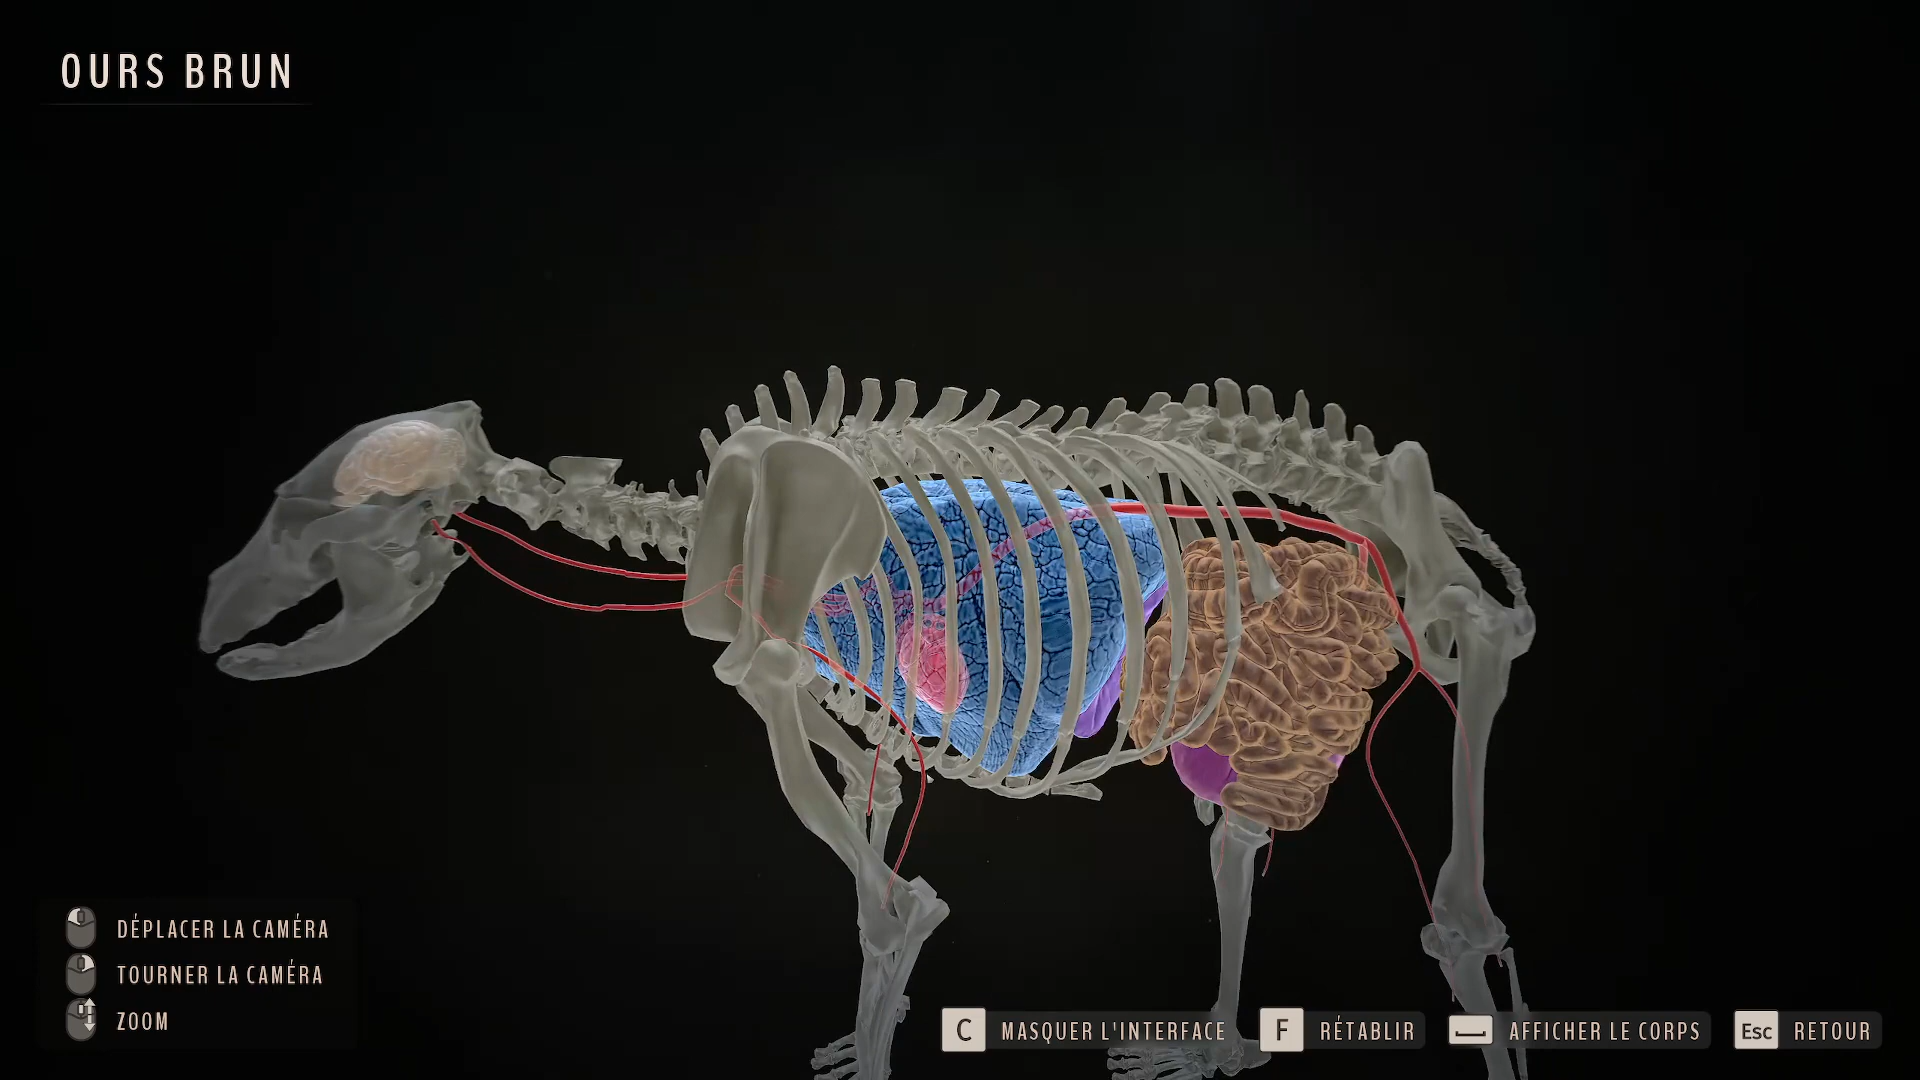 OURS BRUN
DÉPLACER LA CAMÉRA
TOURNER LA CAMÉRA
ZOOM
C MASQUER L'INTERFACE F RÉTABLIR AFFICHER LE CORPS Esc RETOUR